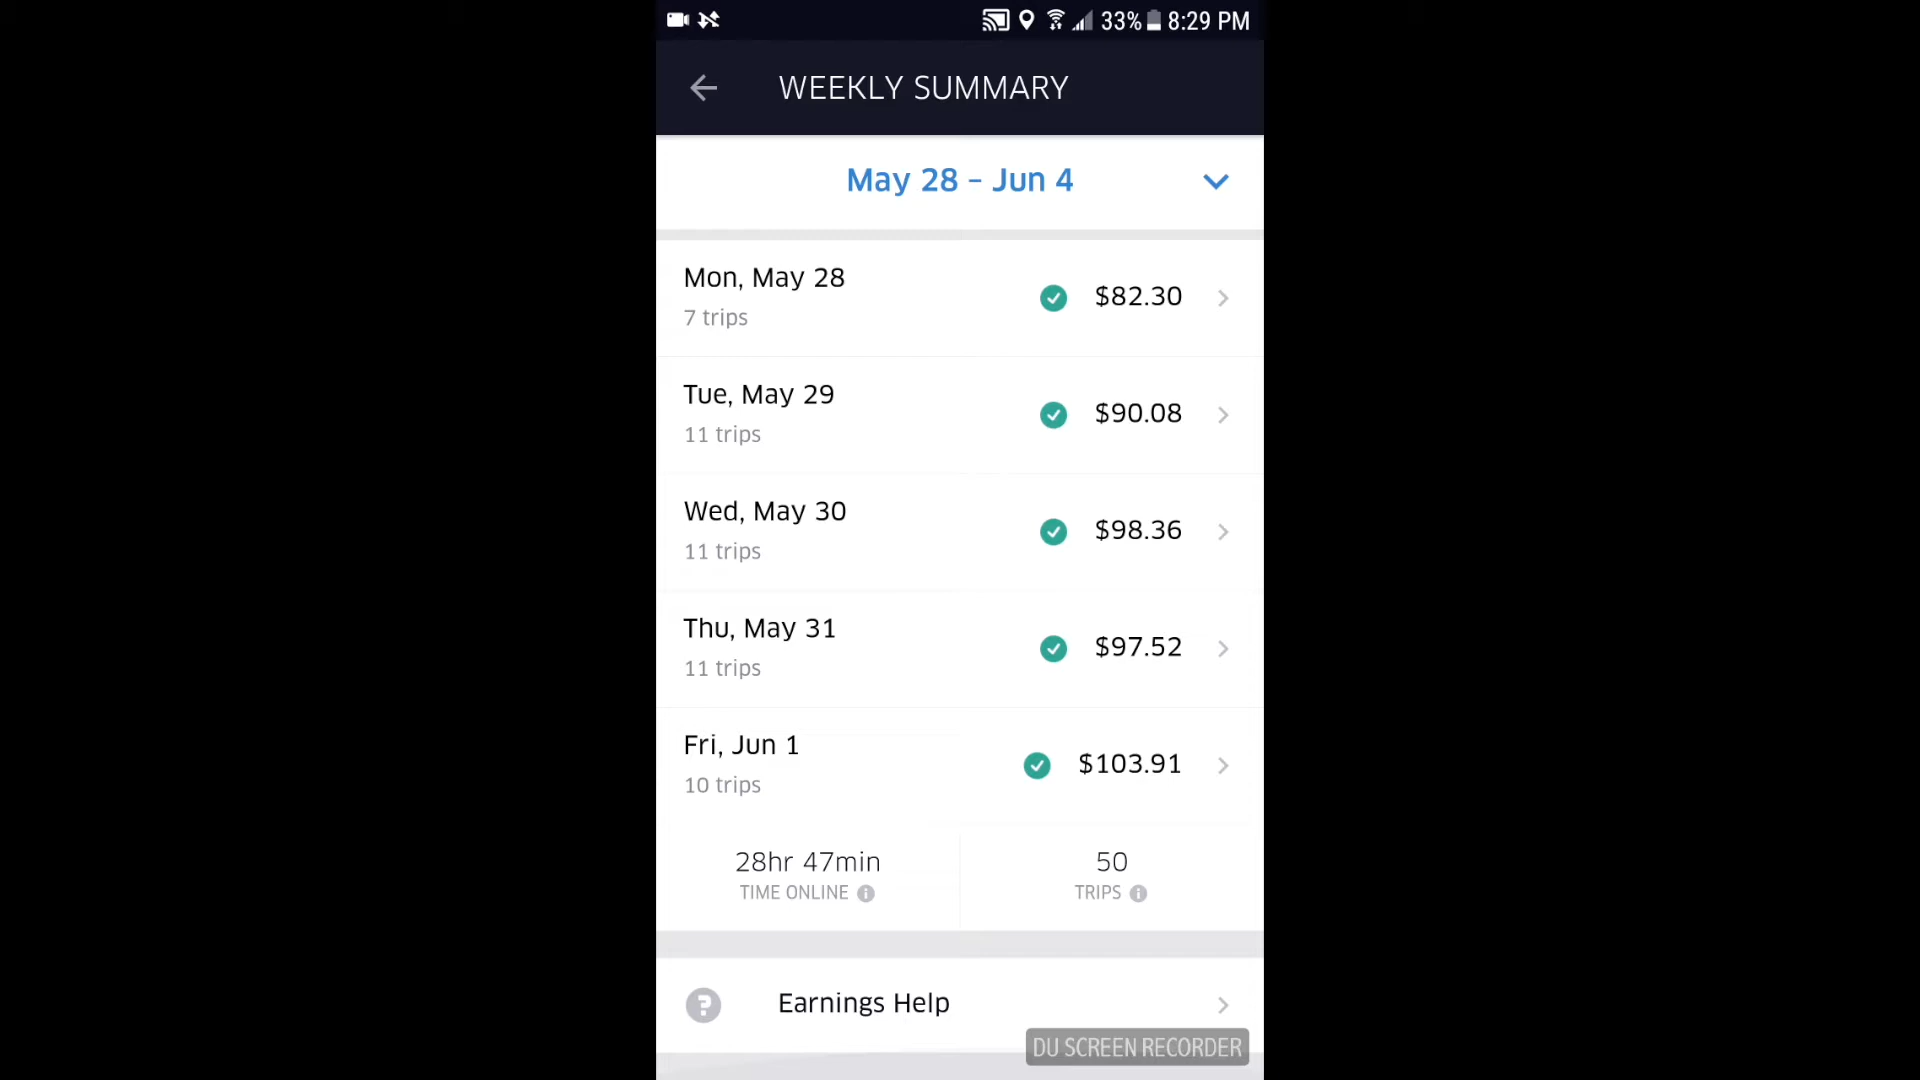 33% 8:29 PM
WEEKLY SUMMARY
May 28 – Jun 4
Mon, May 28
$82.30
7 trips
Tue, May 29
$90.08
11 trips
Wed, May 30
$98.36
11 trips
Thu, May 31
$97.52
11 trips
Fri, Jun 1
$103.91
10 trips
28hr 47min
TIME ONLINE
50
TRIPS
Earnings Help
DU SCREEN RECORDER